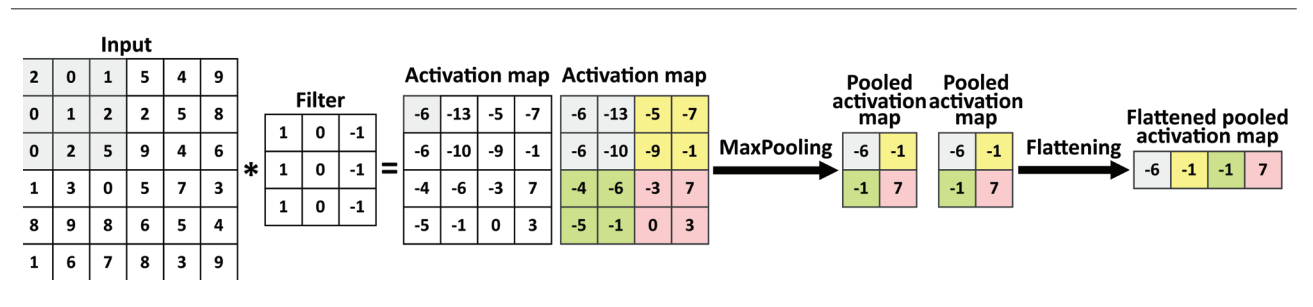 Input
2 0 1 5 4 9
0 1 2 2 5 8
0 2 5 9 4 6
1 3 0 5 7 3
8 9 8 6 5 4
1 6 7 8 3 9
*
Filter
1 0 -1
1 0 -1
1 0 -1
=
Activation map
-6 -13 -5 -7
-6 -10 -9 -1
-4 -6 -3 7
-5 -1 0 3
Activation map
-6 -13 -5 -7
-6 -10 -9 -1
-4 -6 -3 7
-5 -1 0 3
MaxPooling
Pooled
activation
map
-6 -1
-1 7
Pooled
activation
map
-6 -1
-1 7
Flattening
Flattened pooled
activation map
-6 -1 -1 7